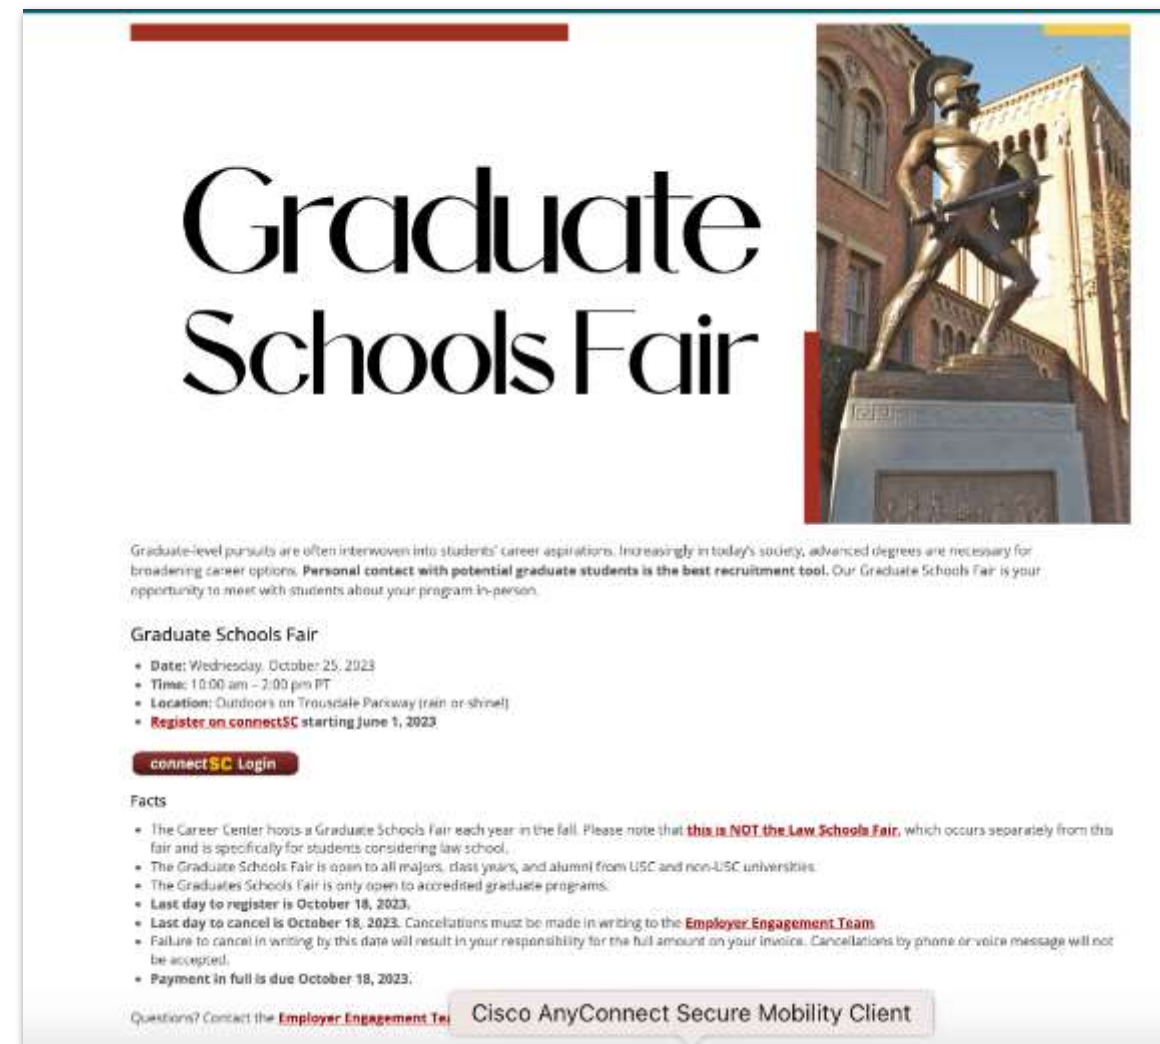 Graduate
Schools Fair
Graduate-level pursuits are often interwoven into students' career aspirations. Increasingly in today's society, advanced degrees are necessary for
broadening career options. Personal contact with potential graduate students is the best recruitment tool. Our Graduate Schools Fair is your
opportunity to meet with students about your program in-person.
Graduate Schools Fair
• Date: Wednesday, October 25, 2023
• Time: 10:00 am – 2:00 pm PT
• Location: Outdoors on Trousdale Parkway (rain or shine!)
• Register on connectSC starting June 1, 2023
connectSC Login
Facts
• The Career Center hosts a Graduate Schools Fair each year in the fall. Please note that this is NOT the Law Schools Fair, which occurs separately from this
fair and is specifically for students considering law school.
• The Graduate Schools Fair is open to all majors, class years, and alumni from USC and non-USC universities.
• The Graduates Schools Fair is only open to accredited graduate programs.
• Last day to register is October 18, 2023.
• Last day to cancel is October 18, 2023. Cancellations must be made in writing to the Employer Engagement Team
• Failure to cancel in writing by this date will result in your responsibility for the full amount on your invoice. Cancellations by phone or voice message will not
be accepted.
• Payment in full is due October 18, 2023.
Questions? Contact the Employer Engagement Te
Cisco AnyConnect Secure Mobility Client